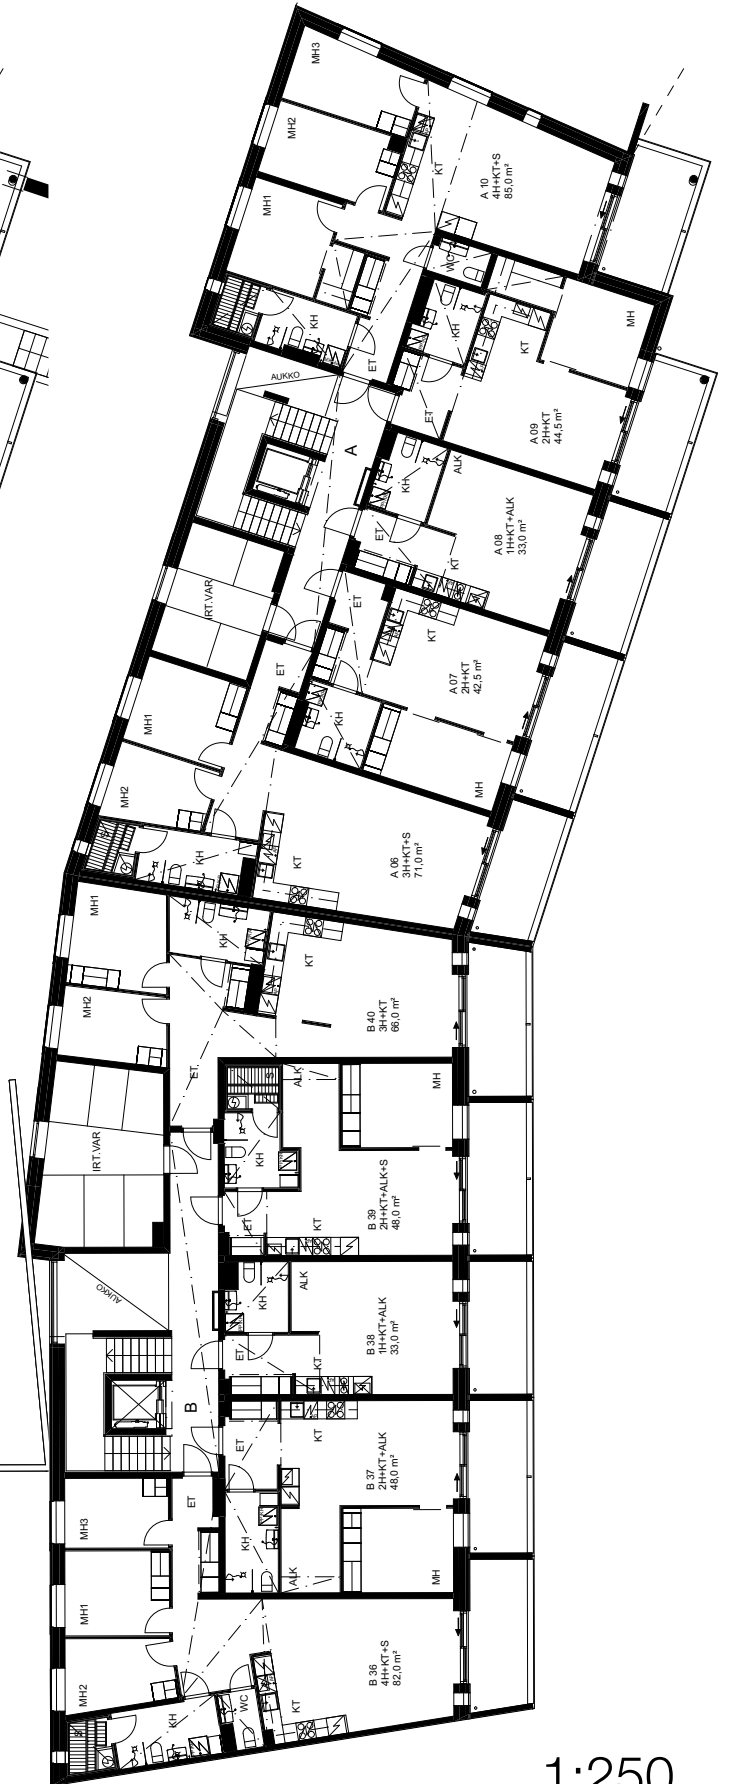 MH3
MH2
MH1
KT
A 10
4H+KT+S
85,0 m²
WC
KH
ET
KH
KT
MH
AUKKO
ET
A 09
2H+KT
44,5 m²
A
KH
ALK
A 08
1H+KT+ALK
33,0 m²
ET
KT
IRT.VAR
ET
KT
A 07
2H+KT
42,5 m²
ET
KH
MH
MH1
MH2
KH
KT
A 06
3H+KT+S
71,0 m²
MH1
KH
KT
MH2
B 40
3H+KT
66,0 m²
ET
S
ALK
MH
IRT.VAR
KH
B 39
2H+KT+ALK+S
48,0 m²
ET
KT
AUKKO
KH
ALK
B 38
1H+KT+ALK
33,0 m²
ET
KT
B
ET
KT
B 37
2H+KT+ALK
48,0 m²
MH3
ET
KH
ALK
MH
MH1
MH2
B 36
4H+KT+S
82,0 m²
KH
WC
KT
1:250